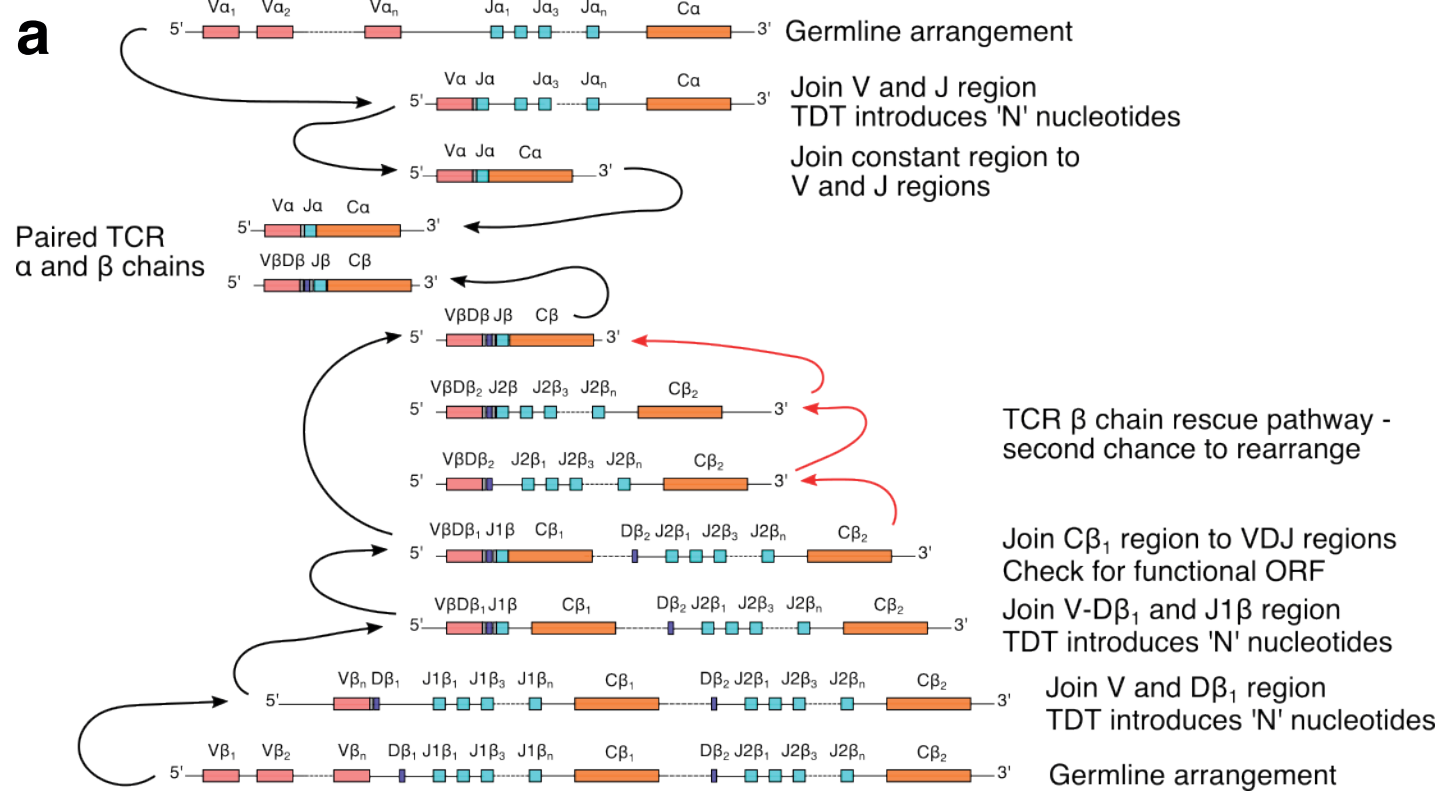 a
Vα₁ Vα₂ Vαₙ Jα₁ Jα₃ Jαₙ Cα
5' 3' Germline arrangement
Vα Jα Jα₃ Jαₙ Cα
5' 3'
Join V and J region
TDT introduces 'N' nucleotides
Vα Jα Cα
5' 3'
Join constant region to
V and J regions
Vα Jα Cα
5' 3'
Paired TCR
α and β chains
VβDβ Jβ Cβ
5' 3'
VβDβ Jβ Cβ
5' 3'
VβDβ₂ J2β J2β₃ J2βₙ Cβ₂
5' 3'
TCR β chain rescue pathway -
second chance to rearrange
VβDβ₂ J2β₁ J2β₃ J2βₙ Cβ₂
5' 3'
VβDβ₁ J1β Cβ₁ Dβ₂ J2β₁ J2β₃ J2βₙ Cβ₂
5' 3'
Join Cβ₁ region to VDJ regions
Check for functional ORF
VβDβ₁ J1β Cβ₁ Dβ₂ J2β₁ J2β₃ J2βₙ Cβ₂
5' 3'
Join V-Dβ₁ and J1β region
TDT introduces 'N' nucleotides
Vβₙ Dβ₁ J1β₁ J1β₃ J1βₙ Cβ₁ Dβ₂ J2β₁ J2β₃ J2βₙ Cβ₂
5' 3'
Join V and Dβ₁ region
TDT introduces 'N' nucleotides
Vβ₁ Vβ₂ Vβₙ Dβ₁ J1β₁ J1β₃ J1βₙ Cβ₁ Dβ₂ J2β₁ J2β₃ J2βₙ Cβ₂
5' 3' Germline arrangement